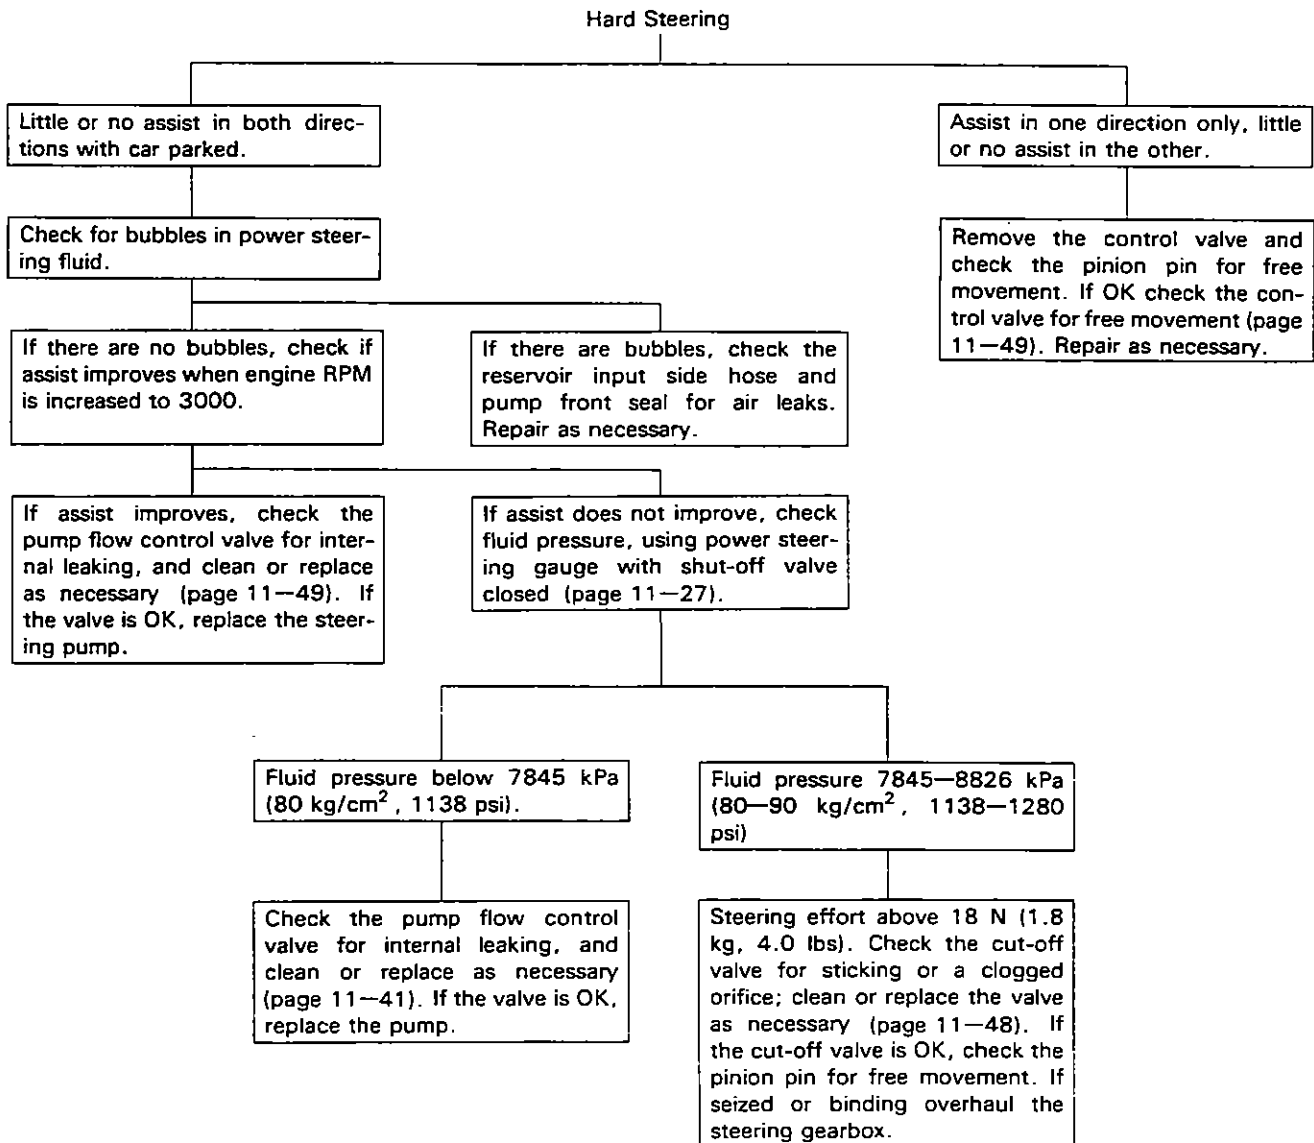 Hard Steering
Little or no assist in both direc-
tions with car parked.
Assist in one direction only, little
or no assist in the other.
Check for bubbles in power steer-
ing fluid.
Remove the control valve and
check the pinion pin for free
movement. If OK check the con-
trol valve for free movement (page
11—49). Repair as necessary.
If there are no bubbles, check if
assist improves when engine RPM
is increased to 3000.
If there are bubbles, check the
reservoir input side hose and
pump front seal for air leaks.
Repair as necessary.
If assist improves, check the
pump flow control valve for inter-
nal leaking, and clean or replace
as necessary (page 11—49). If
the valve is OK, replace the steer-
ing pump.
If assist does not improve, check
fluid pressure, using power steer-
ing gauge with shut-off valve
closed (page 11—27).
Fluid pressure below 7845 kPa
(80 kg/cm², 1138 psi).
Fluid pressure 7845—8826 kPa
(80—90 kg/cm², 1138—1280
psi)
Check the pump flow control
valve for internal leaking, and
clean or replace as necessary
(page 11—41). If the valve is OK,
replace the pump.
Steering effort above 18 N (1.8
kg, 4.0 lbs). Check the cut-off
valve for sticking or a clogged
orifice; clean or replace the valve
as necessary (page 11—48). If
the cut-off valve is OK, check the
pinion pin for free movement. If
seized or binding overhaul the
steering gearbox.